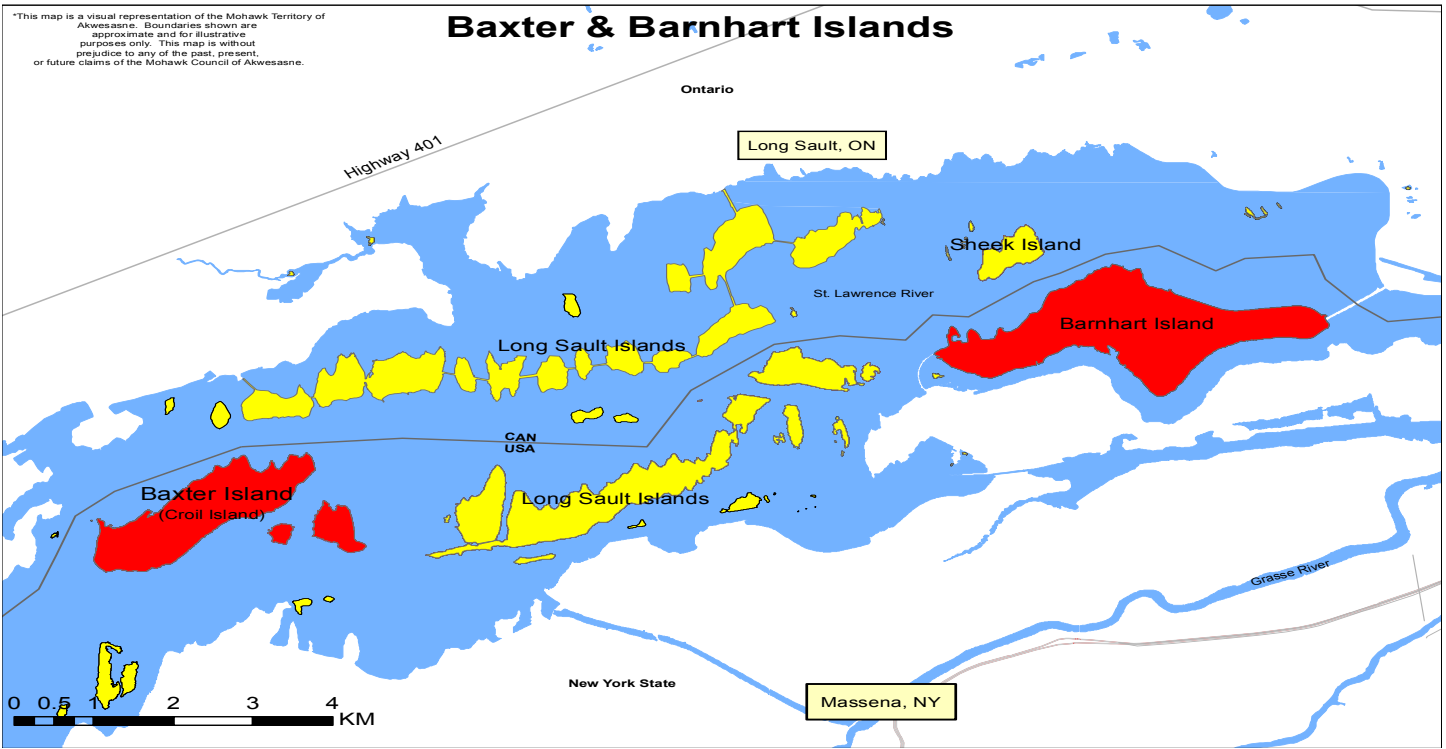 *This map is a visual representation of the Mohawk Territory of
Akwesasne. Boundaries shown are
approximate and for illustrative
purposes only. This map is without
prejudice to any of the past, present,
or future claims of the Mohawk Council of Akwesasne.
Baxter & Barnhart Islands
Ontario
Highway 401
Long Sault, ON
Sheek Island
St. Lawrence River
Barnhart Island
Long Sault Islands
CAN
USA
Baxter Island
(Croil Island)
Long Sault Islands
Grasse River
New York State
Massena, NY
0 0.5 1 2 3 4
KM